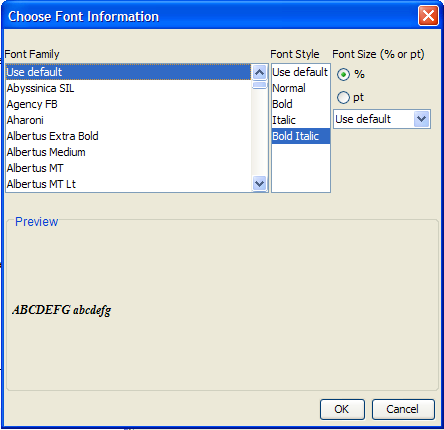 Choose Font Information
Font Family
Font Style
Font Size (% or pt)
Use default
Abyssinica SIL
Agency FB
Aharoni
Albertus Extra Bold
Albertus Medium
Albertus MT
Albertus MT Lt
Use default
Normal
Bold
Italic
Bold Italic
%
pt
Use default
Preview
ABCDEFG abcdefg
OK
Cancel